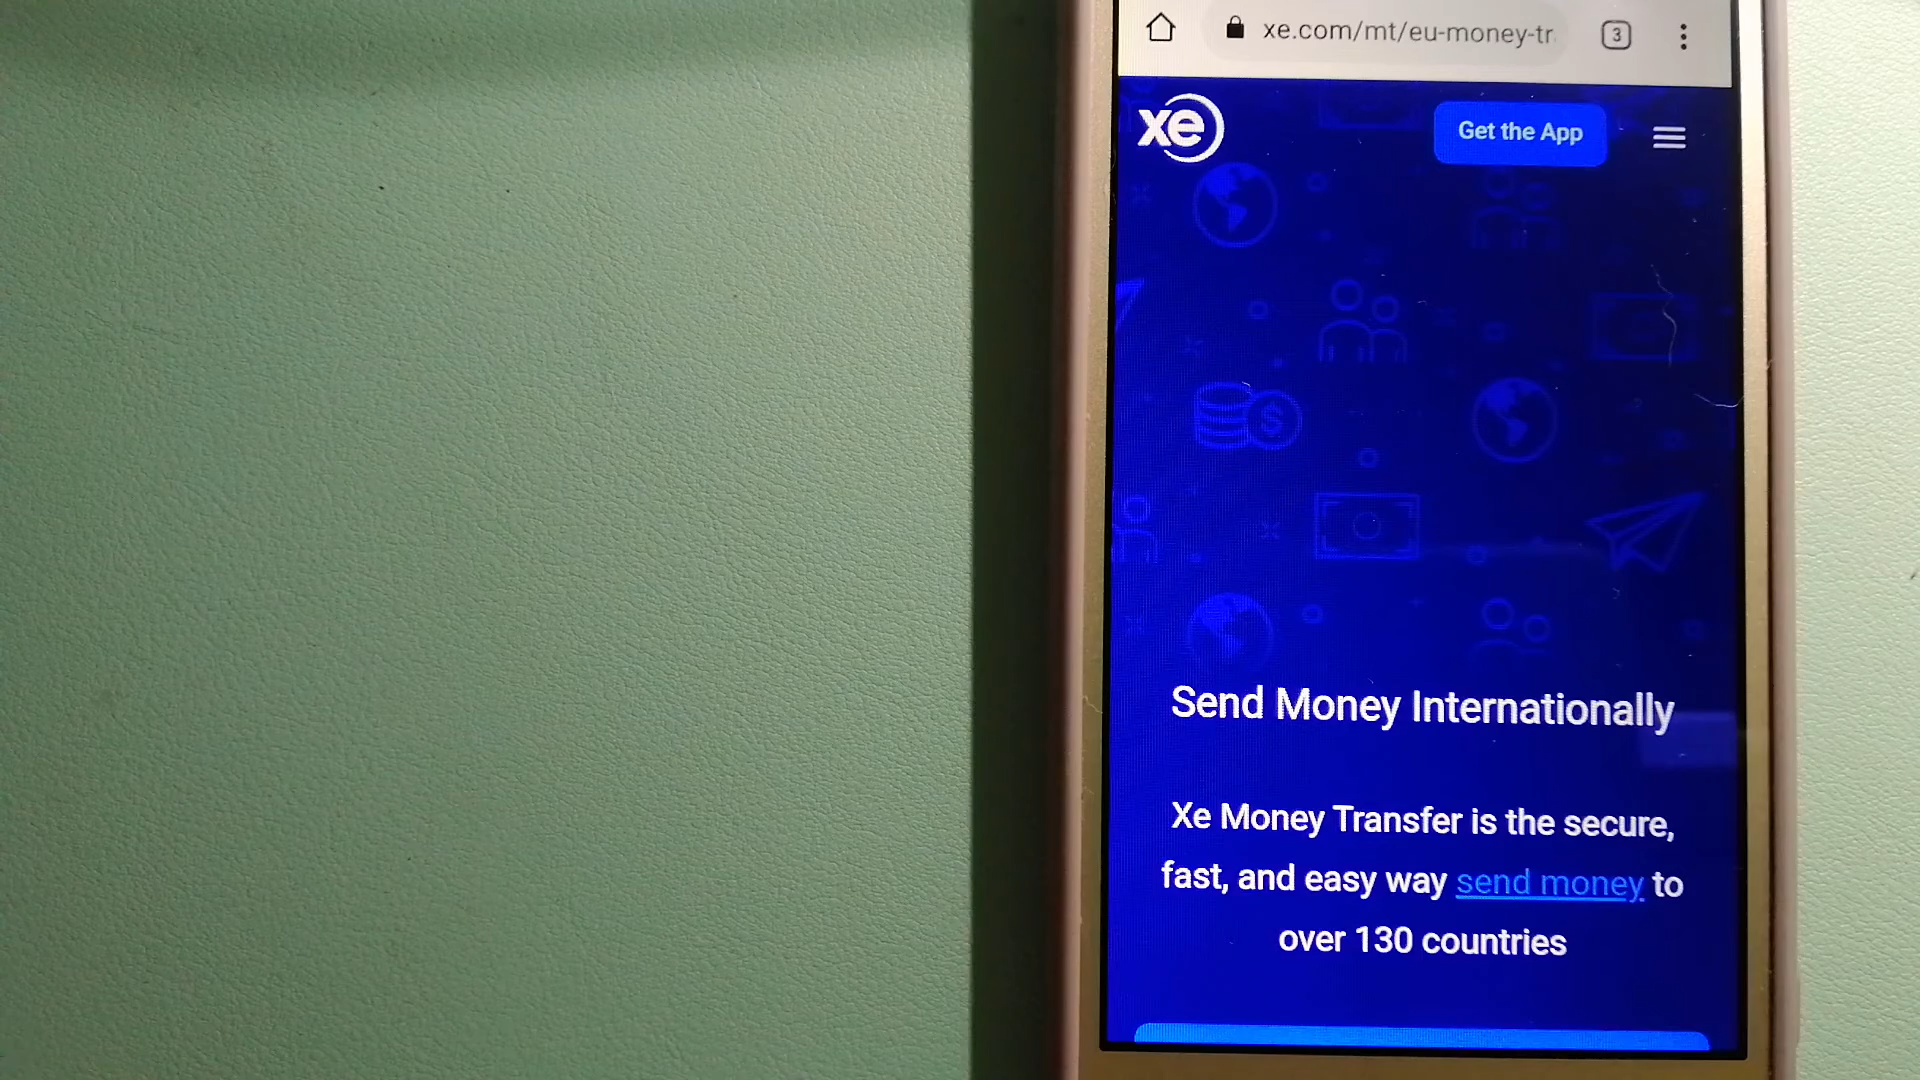 xe.com/mt/eu-money-tr
3
xe
Get the App
$
Send Money Internationally
Xe Money Transfer is the secure,
fast, and easy way send money to
over 130 countries